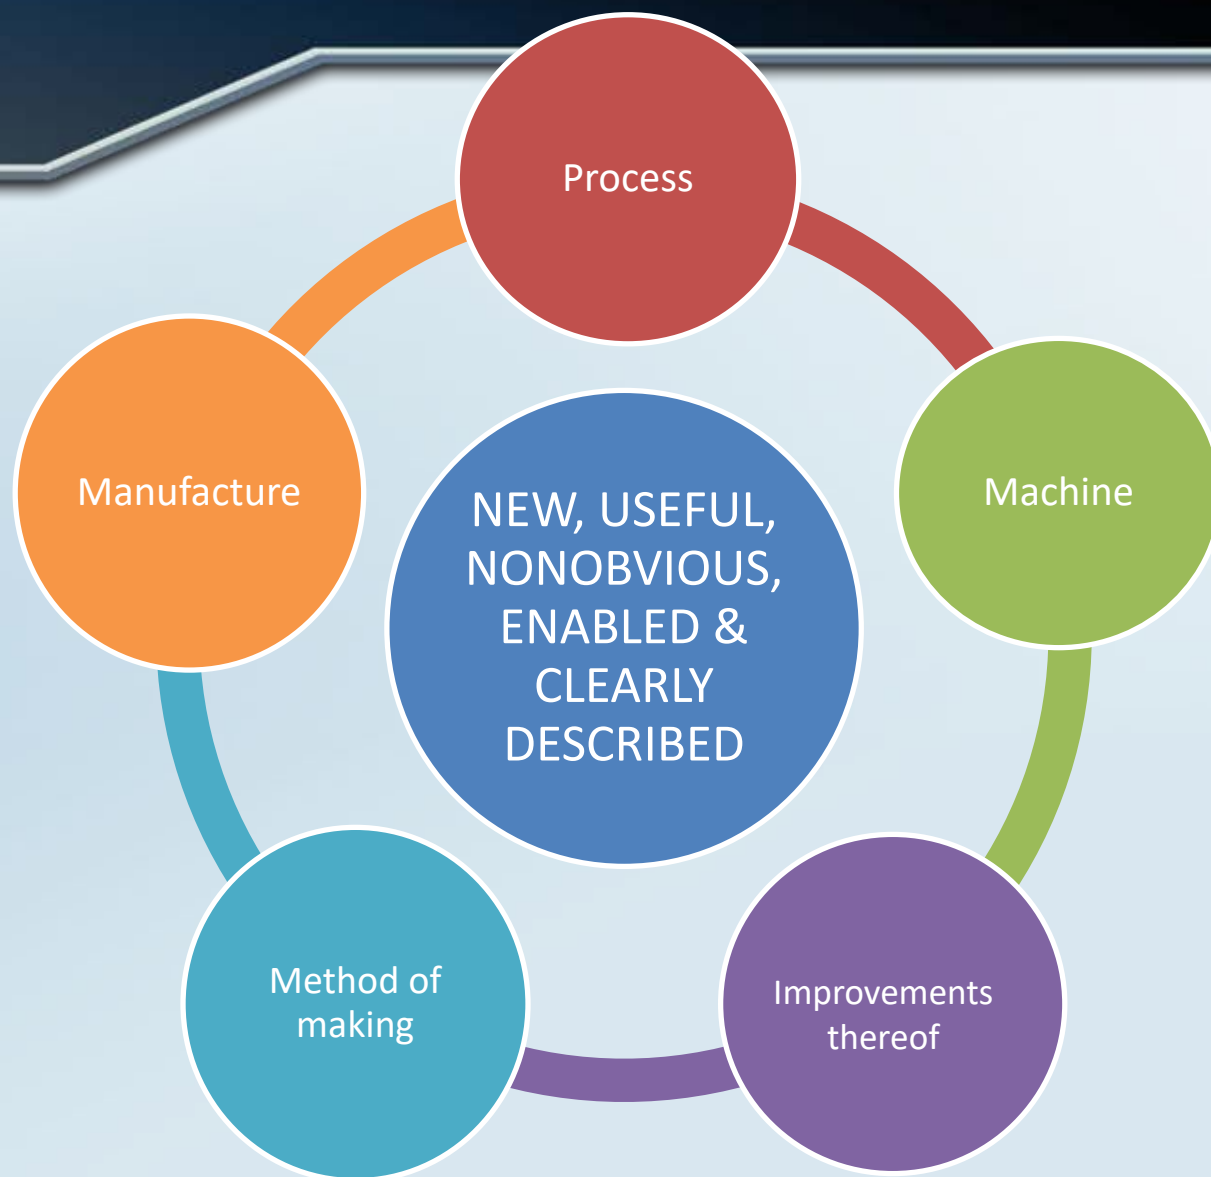 Process
Machine
Improvements
thereof
Method of
making
Manufacture
NEW, USEFUL,
NONOBVIOUS,
ENABLED &
CLEARLY
DESCRIBED